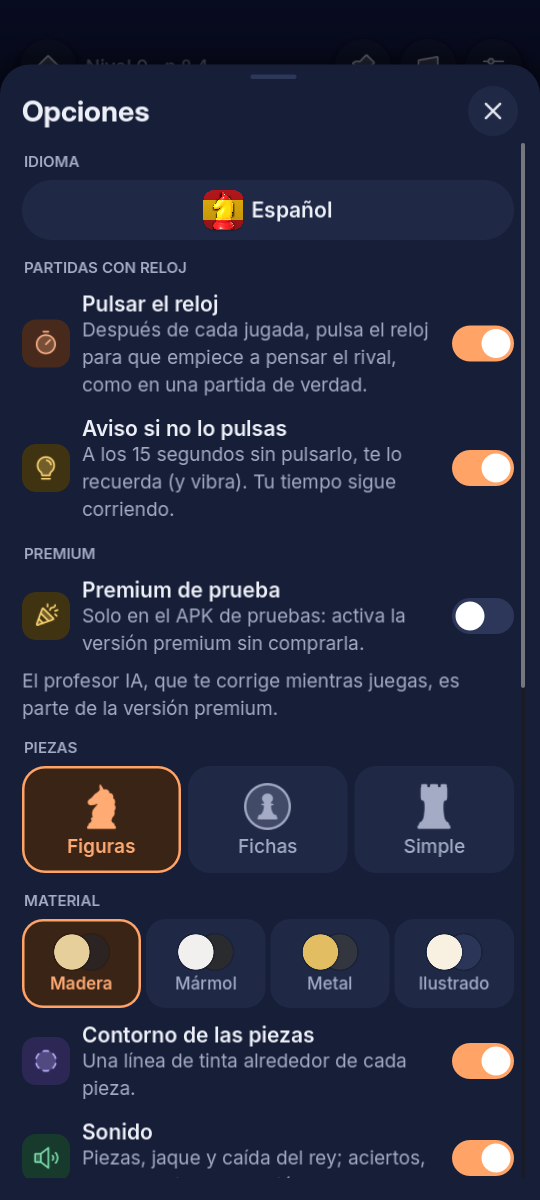 Opciones
IDIOMA
Español
PARTIDAS CON RELOJ
Pulsar el reloj
Después de cada jugada, pulsa el reloj
para que empiece a pensar el rival,
como en una partida de verdad.
Aviso si no lo pulsas
A los 15 segundos sin pulsarlo, te lo
recuerda (y vibra). Tu tiempo sigue
corriendo.
PREMIUM
Premium de prueba
Solo en el APK de pruebas: activa la
versión premium sin comprarla.
El profesor IA, que te corrige mientras juegas, es
parte de la versión premium.
PIEZAS
Figuras
Fichas
Simple
MATERIAL
Madera
Mármol
Metal
Ilustrado
Contorno de las piezas
Una línea de tinta alrededor de cada
pieza.
Sonido
Piezas, jaque y caída del rey; aciertos,